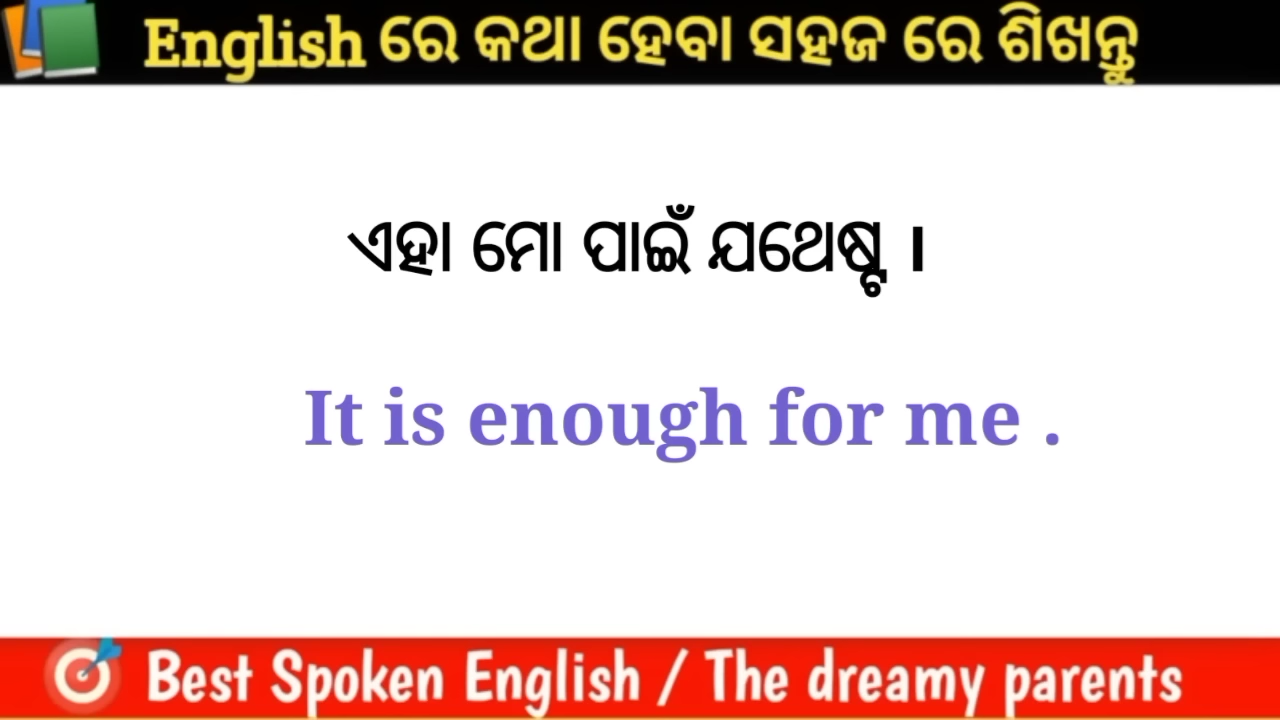 English ରେ କଥା ହେବା ସହଜ ରେ ଶିଖନ୍ତୁ
ଏହା ମୋ ପାଇଁ ଯଥେଷ୍ଟ ।
It is enough for me .
Best Spoken English / The dreamy parents